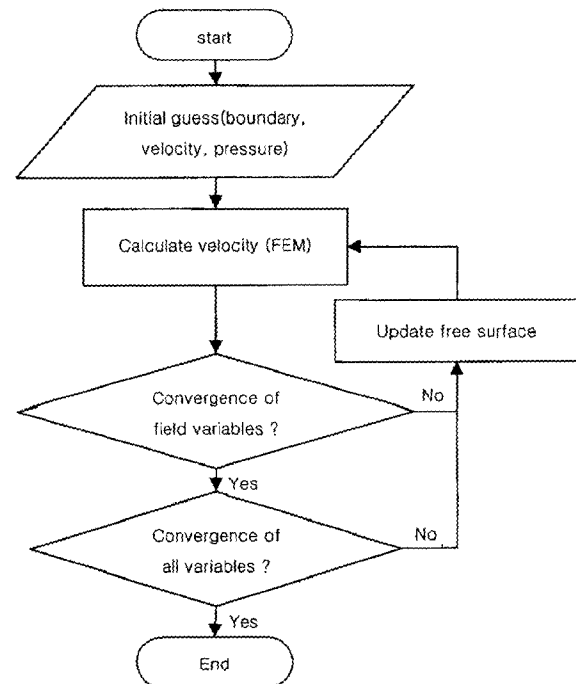 start
Initial guess(boundary,
velocity, pressure)
Calculate velocity (FEM)
Update free surface
Convergence of
field variables ?
No
Yes
Convergence of
all variables ?
No
Yes
End